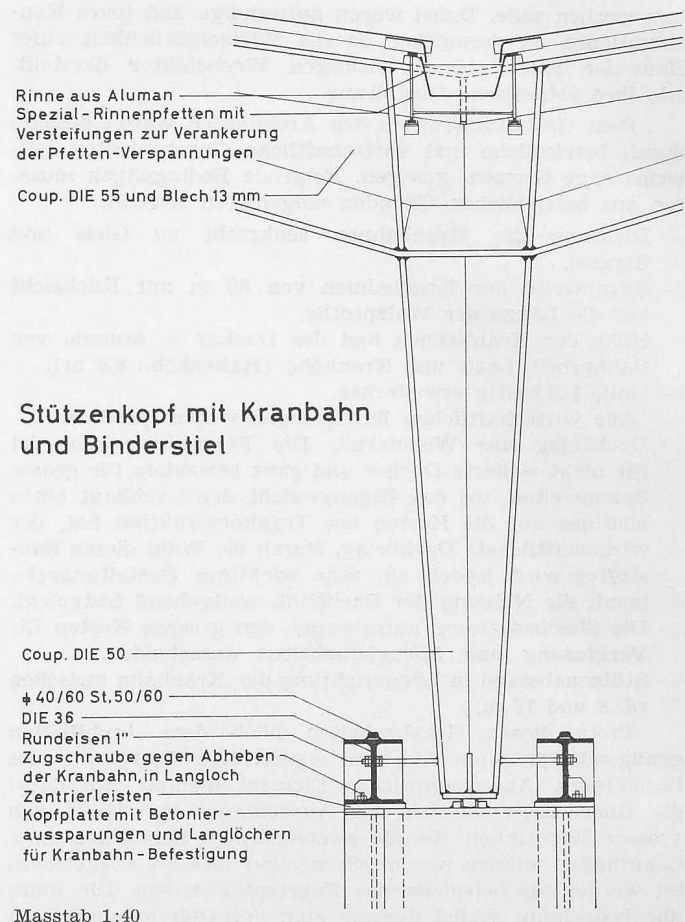 Rinne aus Aluman
Spezial-Rinnenpfetten mit
Versteifungen zur Verankerung
der Pfetten-Verspannungen
Coup. DIE 55 und Blech 13 mm
Stützenkopf mit Kranbahn
und Binderstiel
Coup. DIE 50
ϕ 40/60 St.50/60
DIE 36
Rundeisen 1"
Zugschraube gegen Abheben
der Kranbahn, in Langloch
Zentrierleisten
Kopfplatte mit Betonier-
aussparungen und Langlöchern
für Kranbahn-Befestigung
Masstab 1:40